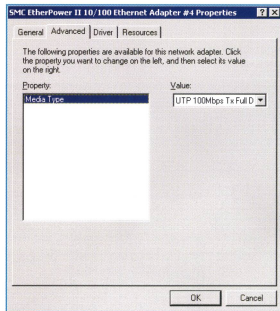 SMC EtherPower II 10/100 Ethernet Adapter #4 Properties
General Advanced Driver Resources
The following properties are available for this network adapter. Click
the property you want to change on the left, and then select its value
on the right.
Property: Value:
Media Type UTP 100Mbps Tx Full D
OK Cancel